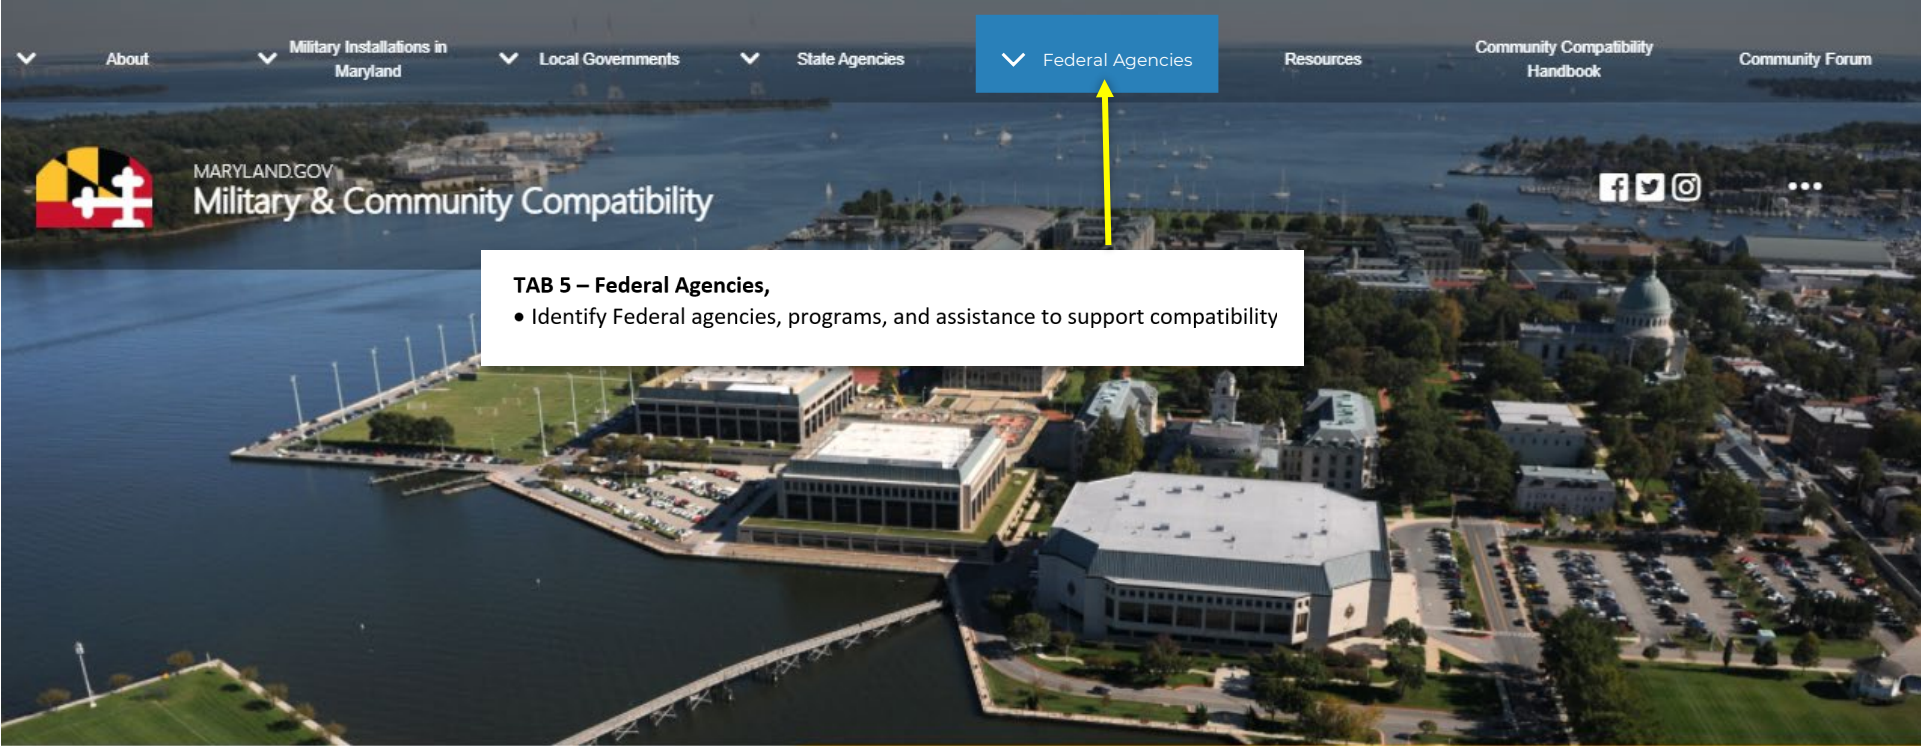 About
Military Installations in
Maryland
Local Governments
State Agencies
Federal Agencies
Resources
Community Compatibility
Handbook
Community Forum
MARYLAND.GOV
Military & Community Compatibility
TAB 5 – Federal Agencies,
• Identify Federal agencies, programs, and assistance to support compatibility